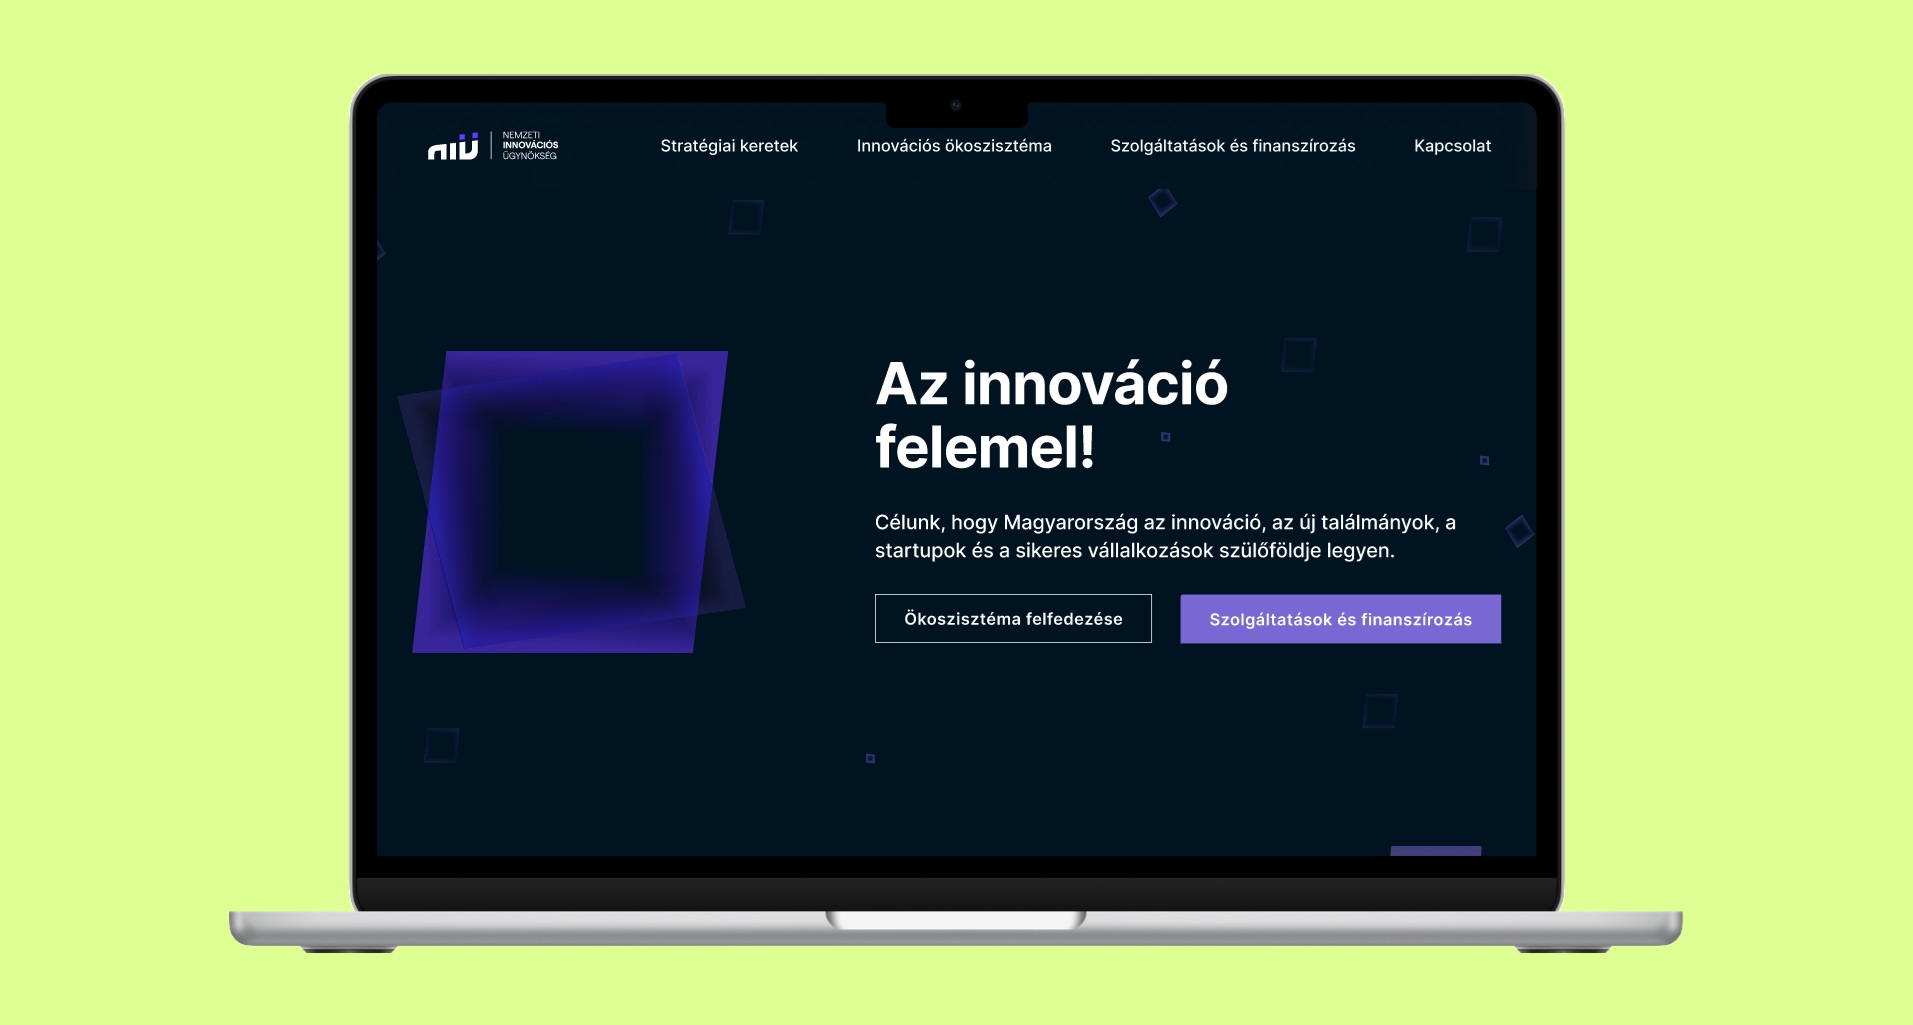 niü
NEMZETI
INNOVÁCIÓS
ÜGYNÖKSÉG
Stratégiai keretek
Innovációs ökoszisztéma
Szolgáltatások és finanszírozás
Kapcsolat
Az innováció
felemel!
Célunk, hogy Magyarország az innováció, az új találmányok, a
startupok és a sikeres vállalkozások szülőföldje legyen.
Ökoszisztéma felfedezése
Szolgáltatások és finanszírozás